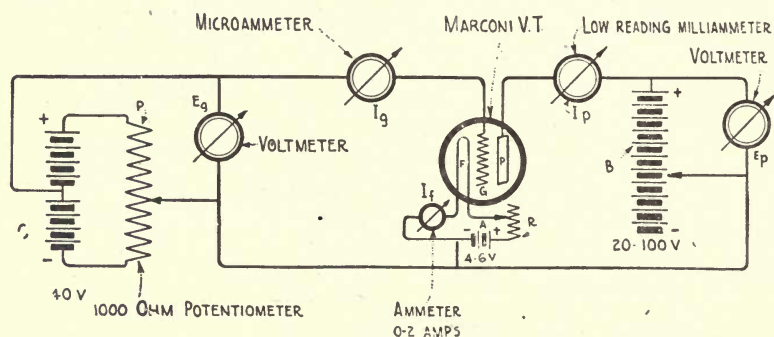 MICROAMMETER
MARCONI V.T.
LOW READING MILLIAMMETER
VOLTMETER
Ig
Ip
Eg
VOLTMETER
Ep
+
P
-
40 V
1000 OHM POTENTIOMETER
F
G
P
If
A
- +
4-6V
R
AMMETER
0-2 AMPS
+
B
-
20-100 V